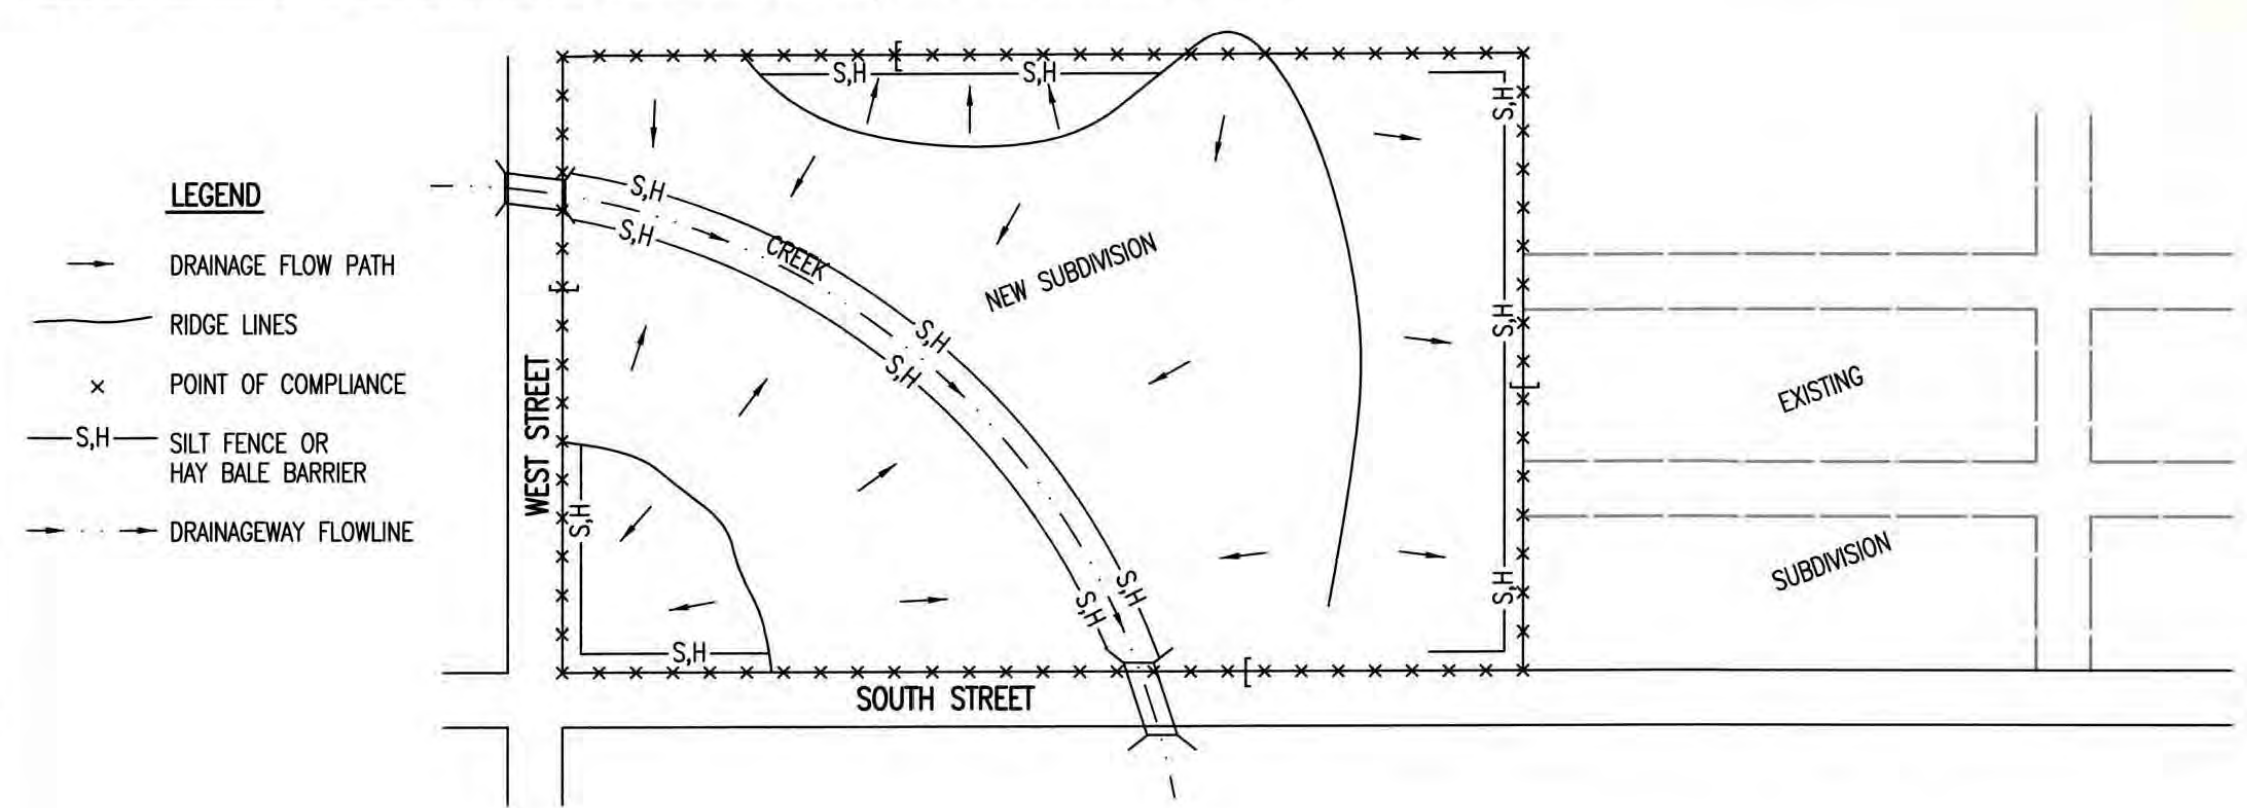 LEGEND
DRAINAGE FLOW PATH
RIDGE LINES
× POINT OF COMPLIANCE
S,H SILT FENCE OR
HAY BALE BARRIER
DRAINAGEWAY FLOWLINE
S,H
S,H
S,H
S,H
CREEK
NEW SUBDIVISION
S,H
S,H
S,H
S,H
WEST STREET
EXISTING
S,H
SUBDIVISION
S,H
S,H
S,H
S,H
SOUTH STREET